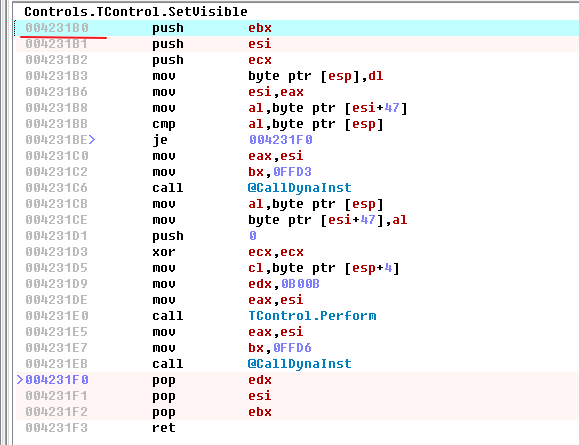 Controls.TControl.SetVisible
004231B0 push ebx
004231B1 push esi
004231B2 push ecx
004231B3 mov byte ptr [esp],dl
004231B6 mov esi,eax
004231B8 mov al,byte ptr [esi+47]
004231BB cmp al,byte ptr [esp]
004231BE> je 004231F0
004231C0 mov eax,esi
004231C2 mov bx,0FFD3
004231C6 call @CallDynaInst
004231CB mov al,byte ptr [esp]
004231CE mov byte ptr [esi+47],al
004231D1 push 0
004231D3 xor ecx,ecx
004231D5 mov cl,byte ptr [esp+4]
004231D9 mov edx,0B00B
004231DE mov eax,esi
004231E0 call TControl.Perform
004231E5 mov eax,esi
004231E7 mov bx,0FFD6
004231EB call @CallDynaInst
>004231F0 pop edx
004231F1 pop esi
004231F2 pop ebx
004231F3 ret